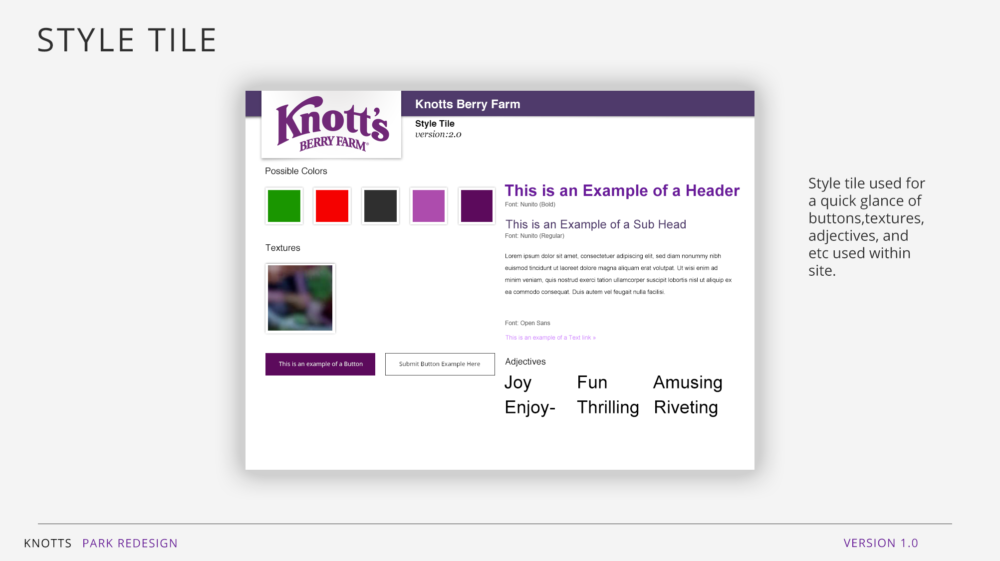 STYLE TILE
Knott's
BERRY FARM®
Knotts Berry Farm
Style Tile
version:2.0
Possible Colors
Textures
This is an example of a Button
Submit Button Example Here
This is an Example of a Header
Font: Nunito (Bold)
This is an Example of a Sub Head
Font: Nunito (Regular)
Lorem ipsum dolor sit amet, consectetuer adipiscing elit, sed diam nonummy nibh
euismod tincidunt ut laoreet dolore magna aliquam erat volutpat. Ut wisi enim ad
minim veniam, quis nostrud exerci tation ullamcorper suscipit lobortis nisl ut aliquip ex
ea commodo consequat. Duis autem vel feugait nulla facilisi.
Font: Open Sans
This is an example of a Text link »
Adjectives
Joy Fun Amusing
Enjoy- Thrilling Riveting
Style tile used for
a quick glance of
buttons,textures,
adjectives, and
etc used within
site.
KNOTTS PARK REDESIGN
VERSION 1.0